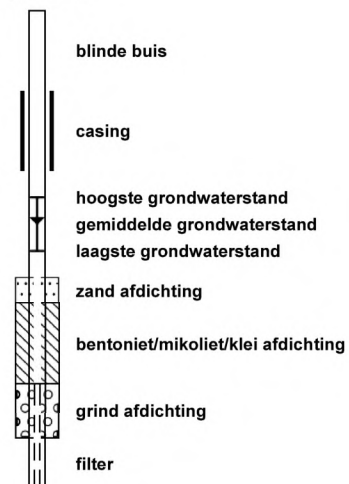 blinde buis
casing
hoogste grondwaterstand
gemiddelde grondwaterstand
laagste grondwaterstand
zand afdichting
bentoniet/mikoliet/klei afdichting
grind afdichting
filter